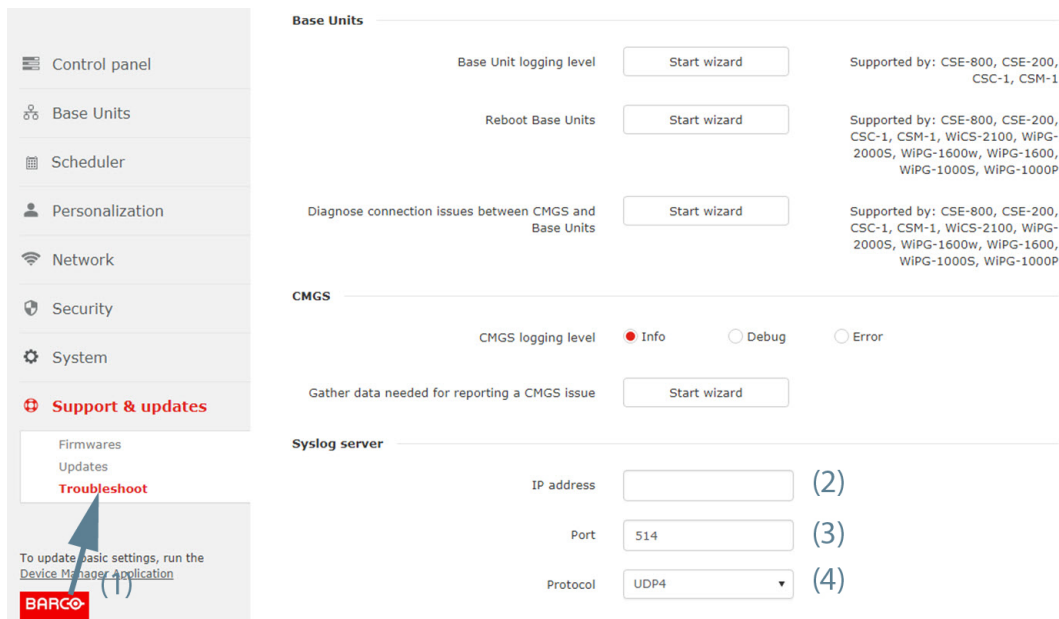 Control panel
Base Units
Scheduler
Personalization
Network
Security
System
Support & updates
Firmwares
Updates
Troubleshoot
To update basic settings, run the
Device Manager Application
(1)
BARCO
Base Units
Base Unit logging level
Start wizard
Supported by: CSE-800, CSE-200,
CSC-1, CSM-1
Reboot Base Units
Start wizard
Supported by: CSE-800, CSE-200,
CSC-1, CSM-1, WiCS-2100, WiPG-
2000S, WiPG-1600w, WiPG-1600,
WiPG-1000S, WiPG-1000P
Diagnose connection issues between CMGS and
Base Units
Start wizard
Supported by: CSE-800, CSE-200,
CSC-1, CSM-1, WiCS-2100, WiPG-
2000S, WiPG-1600w, WiPG-1600,
WiPG-1000S, WiPG-1000P
CMGS
CMGS logging level
Info
Debug
Error
Gather data needed for reporting a CMGS issue
Start wizard
Syslog server
IP address
(2)
Port
514
(3)
Protocol
UDP4
(4)